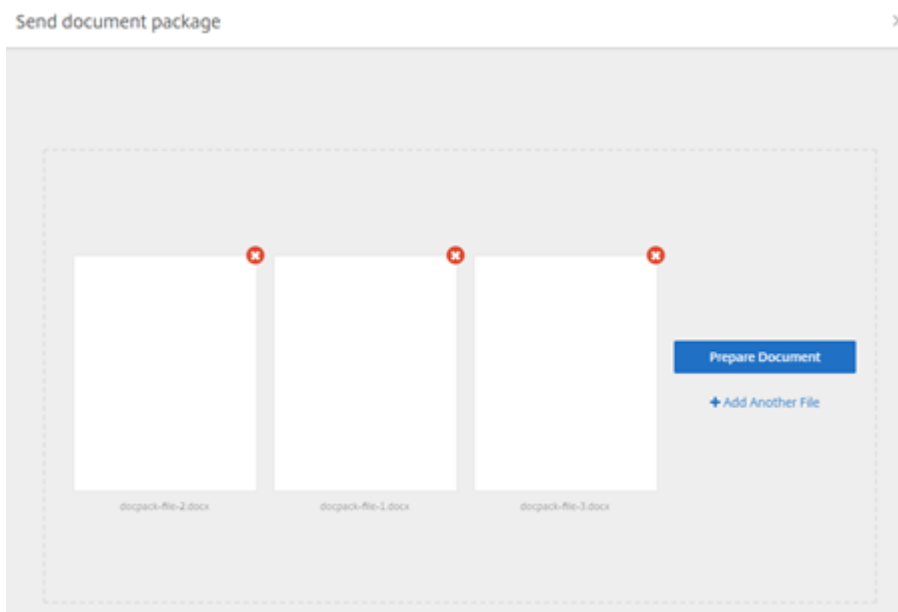 Send document package
Prepare Document
+ Add Another File
docpack-file-2.docx
docpack-file-1.docx
docpack-file-3.docx